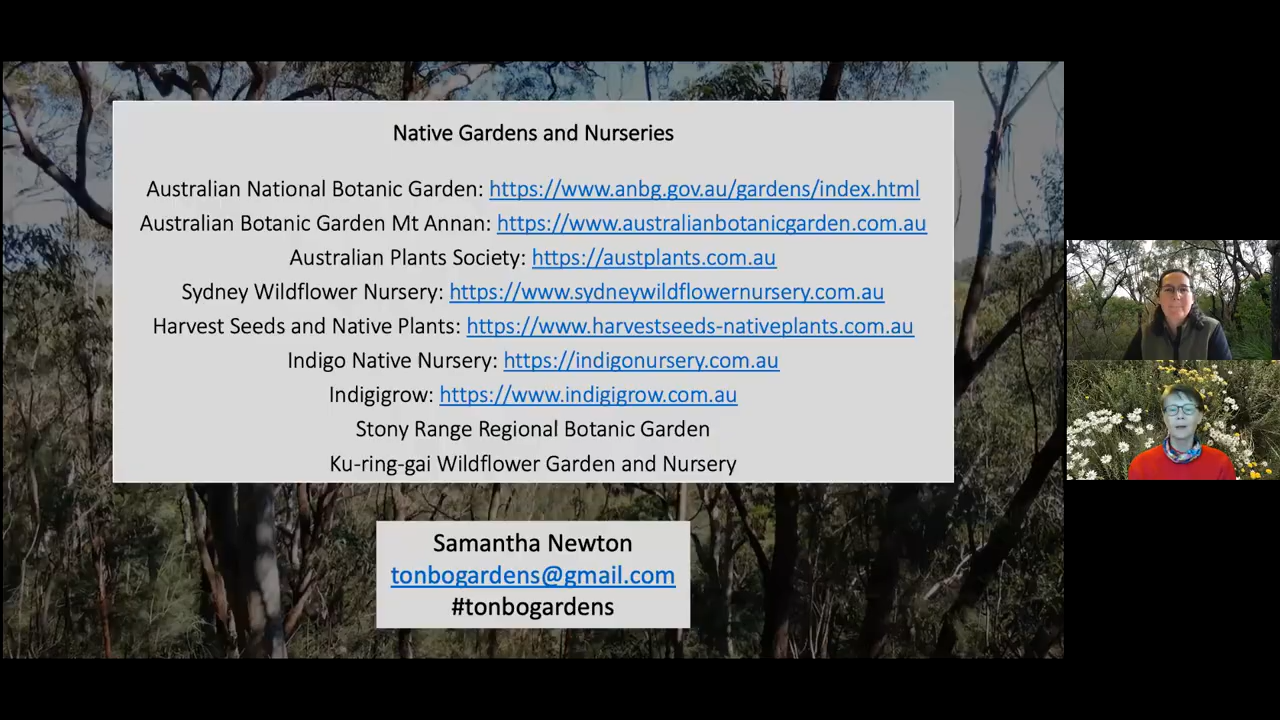 Native Gardens and Nurseries
Australian National Botanic Garden: https://www.anbg.gov.au/gardens/index.html
Australian Botanic Garden Mt Annan: https://www.australianbotanicgarden.com.au
Australian Plants Society: https://austplants.com.au
Sydney Wildflower Nursery: https://www.sydneywildflowernursery.com.au
Harvest Seeds and Native Plants: https://www.harvestseeds-nativeplants.com.au
Indigo Native Nursery: https://indigonursery.com.au
Indigigrow: https://www.indigigrow.com.au
Stony Range Regional Botanic Garden
Ku-ring-gai Wildflower Garden and Nursery
Samantha Newton
tonbogardens@gmail.com
#tonbogardens